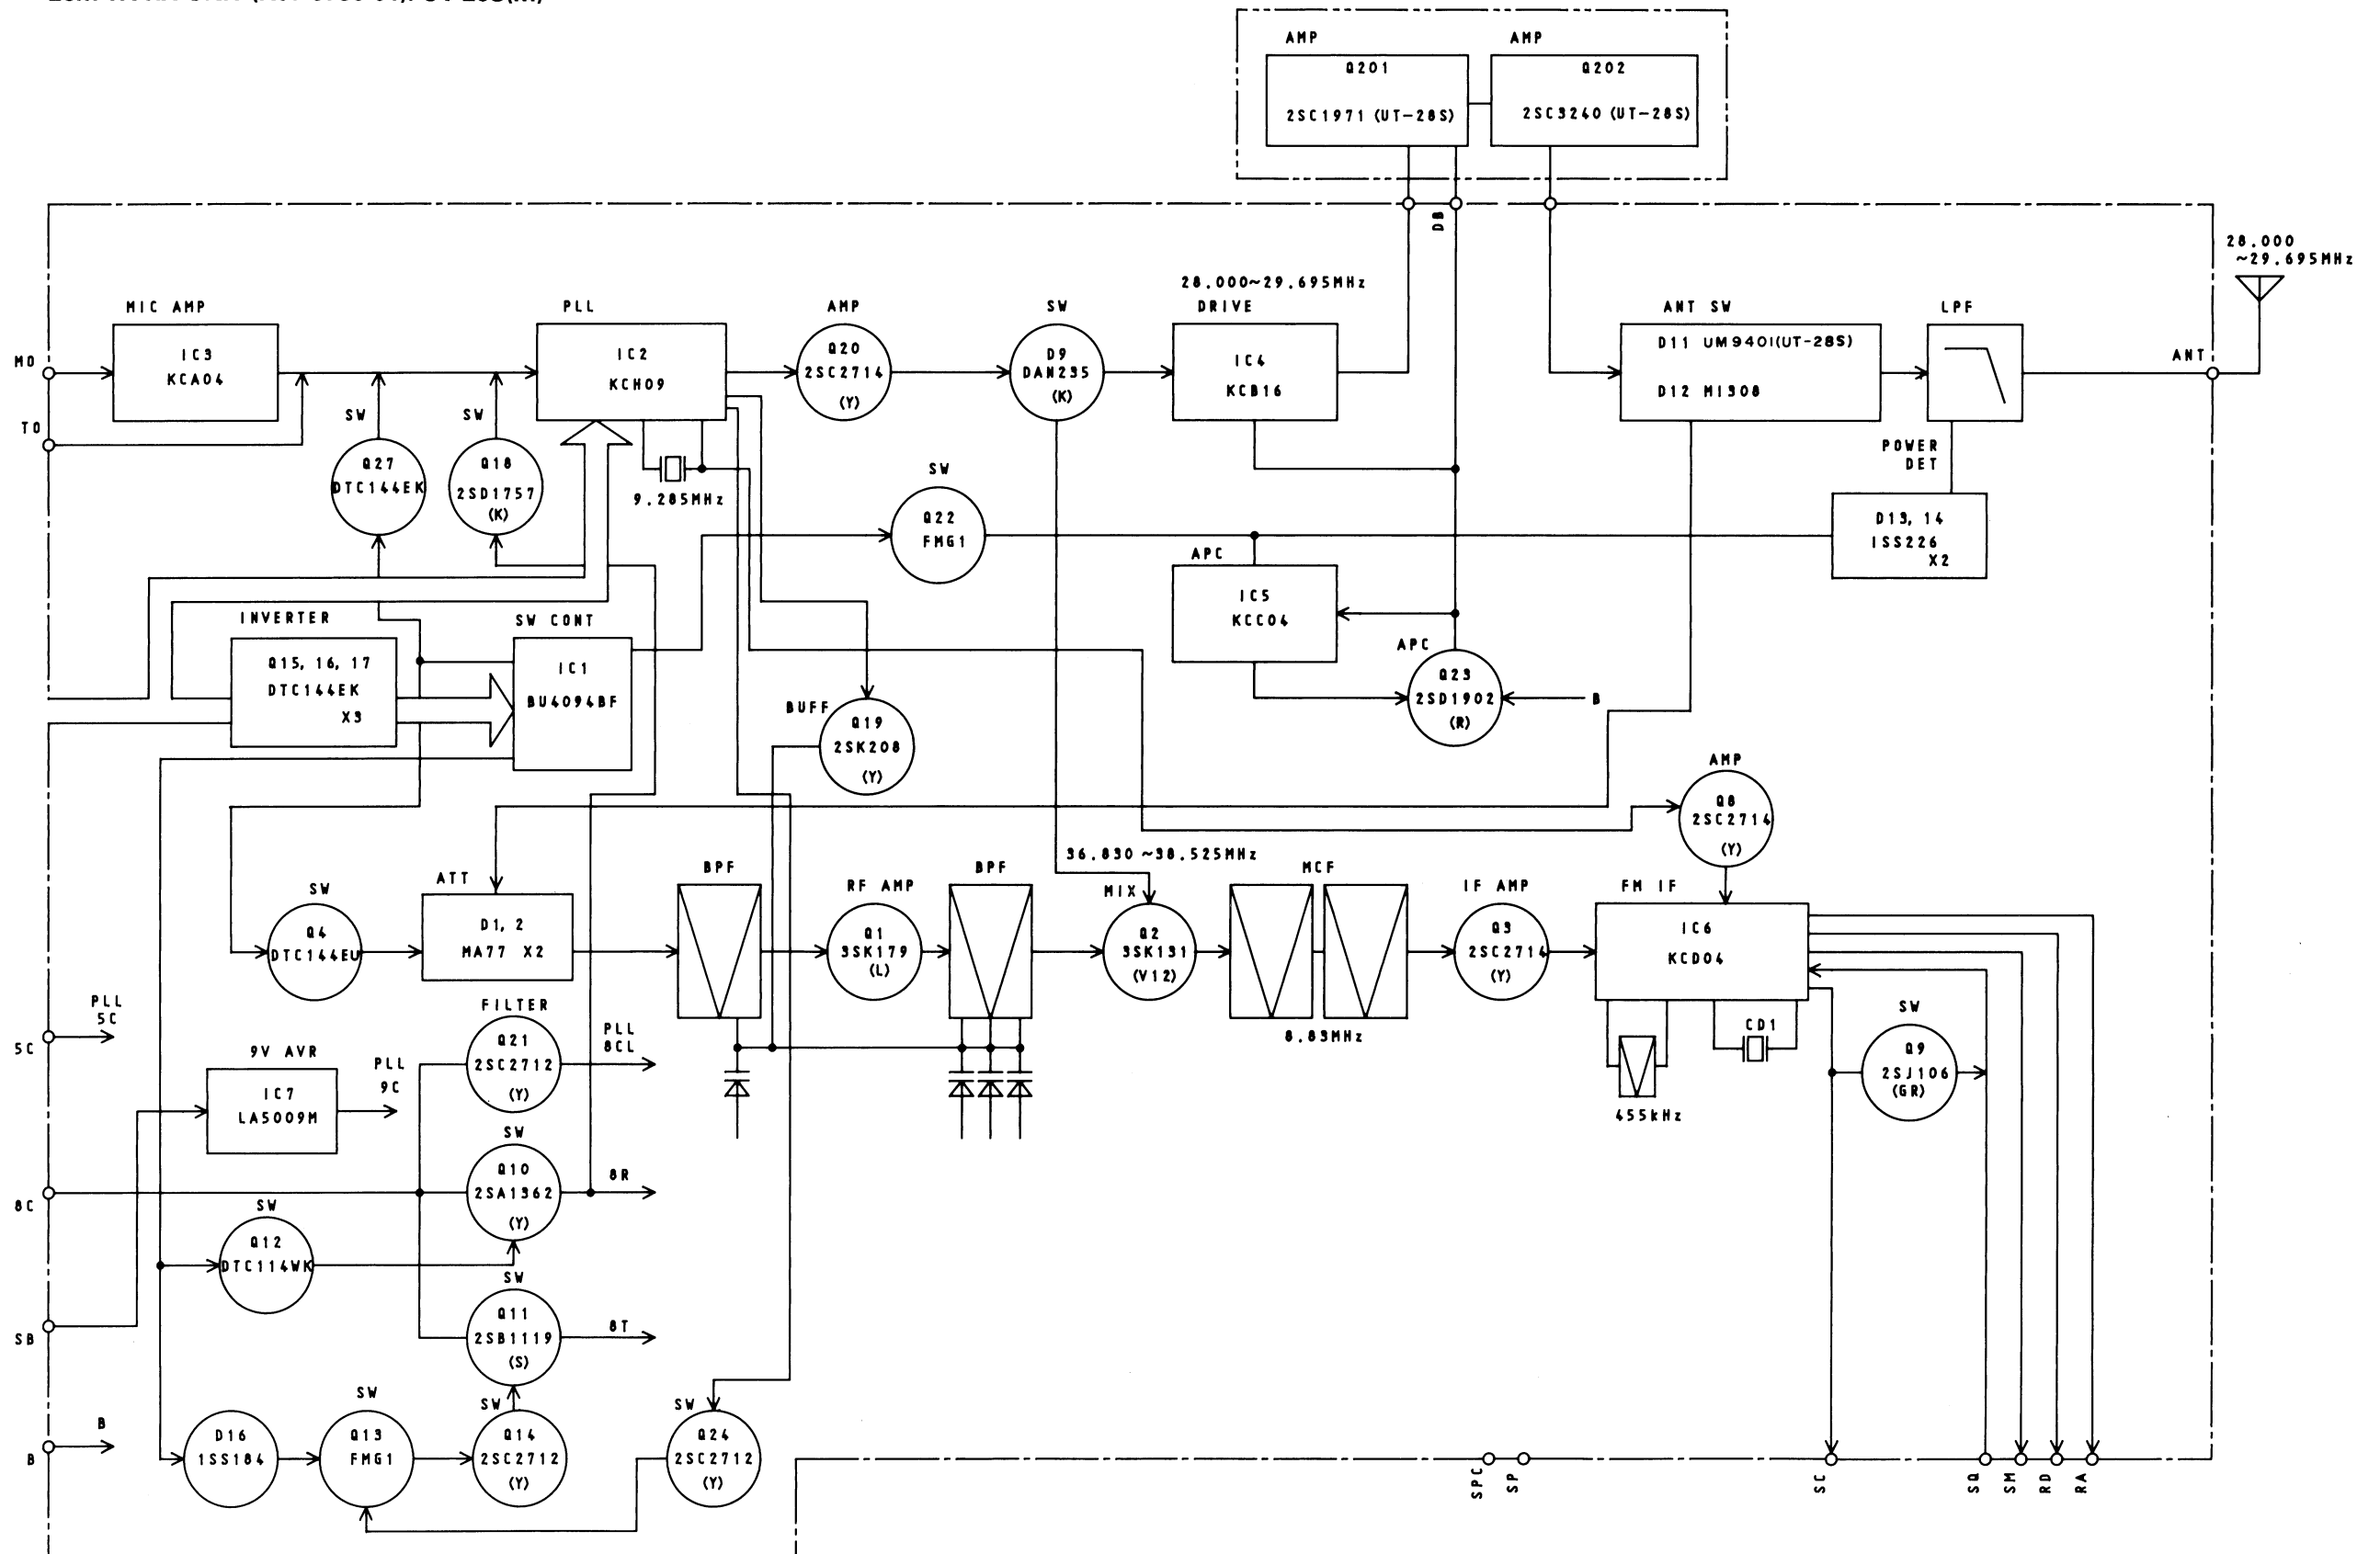 AMP
AMP
Q201
2SC1971 (UT-28S)
Q202
2SC3240 (UT-28S)
DB
28.000
~29.695MHz
28.000~29.695MHz
MIC AMP
PLL
AMP
SW
DRIVE
ANT SW
LPF
MO
IC3
KCA04
IC2
KCH09
Q20
2SC2714
(Y)
D9
DAN235
(K)
IC4
KCB16
D11 UM9401(UT-28S)
D12 MI308
ANT
TO
SW
SW
Q27
DTC144EK
Q18
2SD1757
(K)
9.285MHz
SW
Q22
FMG1
POWER
DET
D13, 14
ISS226
X2
APC
IC5
KCC04
INVERTER
SW CONT
Q15, 16, 17
DTC144EK
X3
IC1
BU4094BF
APC
Q23
2SD1902
(R)
B
BUFF
Q19
2SK208
(Y)
AMP
Q8
2SC2714
(Y)
36.830 ~38.525MHz
SW
ATT
BPF
RF AMP
BPF
MIX
MCF
IF AMP
FM IF
Q4
DTC144EU
D1, 2
MA77 X2
Q1
3SK179
(L)
Q2
3SK131
(V12)
Q3
2SC2714
(Y)
IC6
KCD04
8.83MHz
CD1
455kHz
SW
Q9
2SJ106
(GR)
PLL
5C
5C
FILTER
Q21
2SC2712
(Y)
PLL
8CL
9V AVR
IC7
LA5009M
PLL
9C
SW
Q10
2SA1362
(Y)
8R
8C
SW
Q12
DTC114WK
SW
Q11
2SB1119
(S)
8T
SB
B
B
D16
1SS184
SW
Q13
FMG1
SW
Q14
2SC2712
(Y)
SW
Q24
2SC2712
(Y)
SPC
SP
SC
SQ
SM
RD
RA